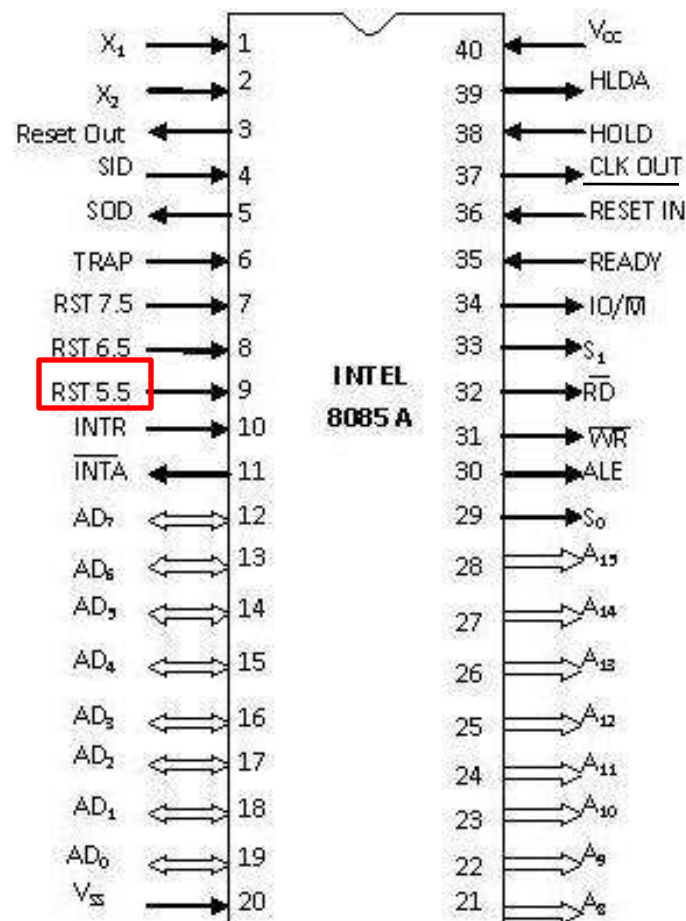 X₁ 1 40 Vcc
X₂ 2 39 HLDA
Reset Out 3 38 HOLD
SID 4 37 CLK OUT
SOD 5 36 RESET IN
TRAP 6 35 READY
RST 7.5 7 34 IO/M̅
RST 6.5 8 33 S₁
RST 5.5 9 32 R̅D̅
INTR 10 31 W̅R̅
I̅N̅T̅A̅ 11 30 ALE
AD₇ 12 29 S₀
AD₆ 13 28 A₁₅
AD₅ 14 27 A₁₄
AD₄ 15 26 A₁₃
AD₃ 16 25 A₁₂
AD₂ 17 24 A₁₁
AD₁ 18 23 A₁₀
AD₀ 19 22 A₉
Vss 20 21 A₈
INTEL
8085 A